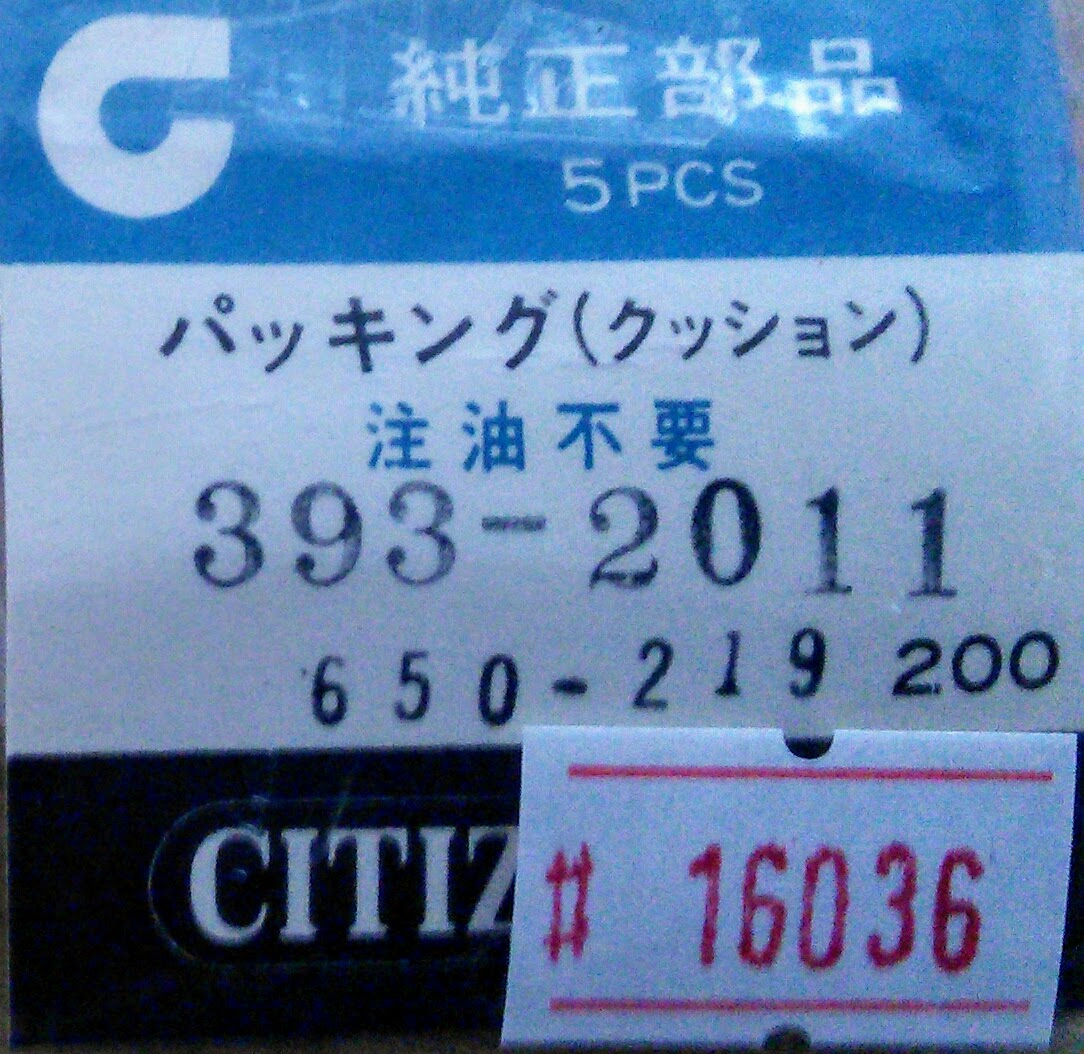 純正部品
5 PCS
パッキング(クッション)
注油不要
393-2011
650-219 200
CITIZ
# 16036